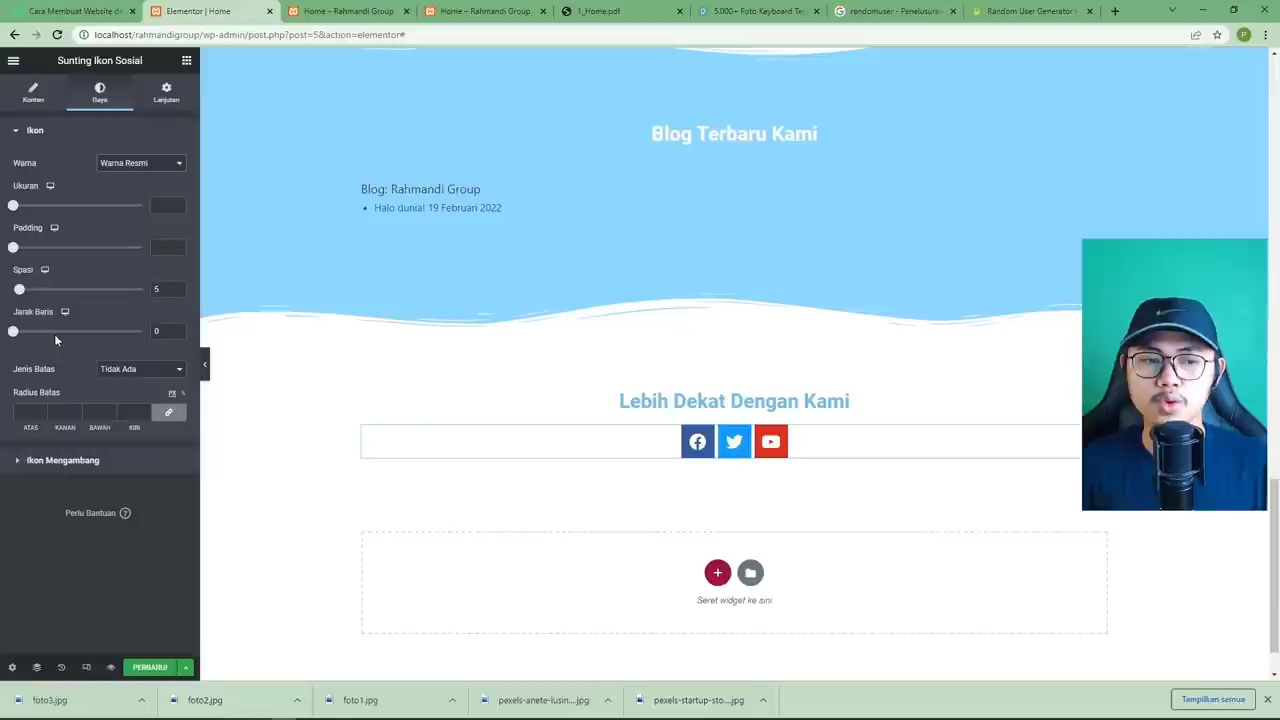 Cara Membuat Website di
Elementor | Home
Home – Rahmandi Group
Home – Rahmandi Group
1_Home.pdf
5.000+ Foto Keyboard Te
randomuser - Penelusura
Random User Generator |
localhost/rahmandigroup/wp-admin/post.php?post=5&action=elementor#
P
Sunting Ikon Sosial
Konten
Gaya
Lanjutan
Ikon
Warna
Warna Resmi
Ukuran
Padding
Spasi
5
Jarak Baris
0
Jenis Batas
Tidak Ada
Radius Batas
PX %
ATAS KANAN BAWAH KIRI
Ikon Mengambang
Perlu Bantuan ?
PERBARUI
Blog Terbaru Kami
Blog: Rahmandi Group
Halo dunia! 19 Februari 2022
Lebih Dekat Dengan Kami
Seret widget ke sini
foto3.jpg
foto2.jpg
foto1.jpg
pexels-anete-lusin....jpg
pexels-startup-sto....jpg
Tampilkan semua